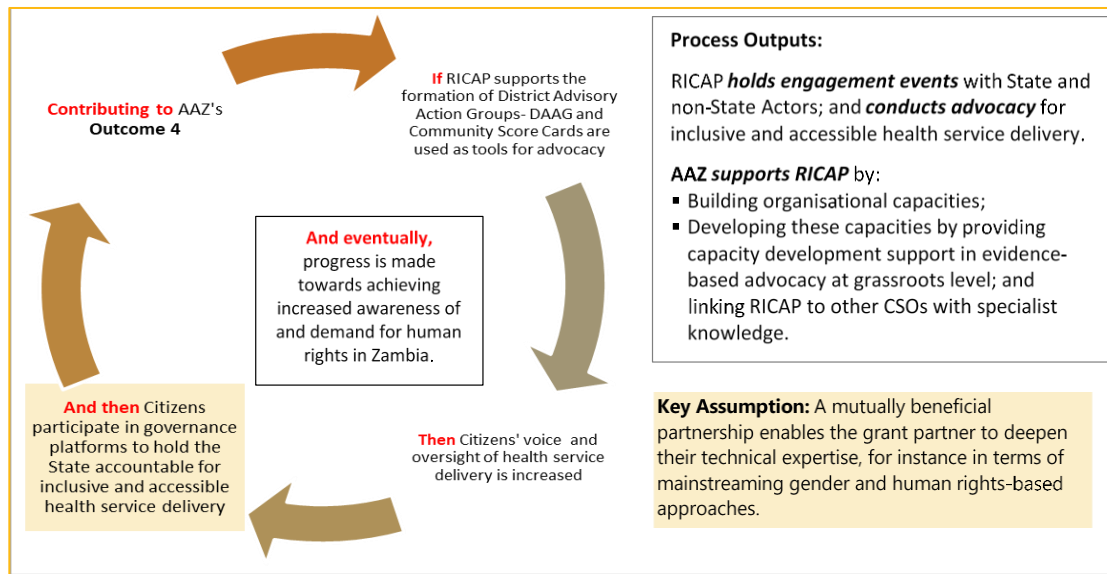 Contributing to AAZ's
Outcome 4
If RICAP supports the
formation of District Advisory
Action Groups- DAAG and
Community Score Cards are
used as tools for advocacy
And eventually,
progress is made
towards achieving
increased awareness of
and demand for human
rights in Zambia.
Then Citizens' voice and
oversight of health service
delivery is increased
And then Citizens
participate in governance
platforms to hold the
State accountable for
inclusive and accessible
health service delivery
Process Outputs:
RICAP holds engagement events with State and
non-State Actors; and conducts advocacy for
inclusive and accessible health service delivery.
AAZ supports RICAP by:
▪ Building organisational capacities;
▪ Developing these capacities by providing
capacity development support in evidence-
based advocacy at grassroots level; and
linking RICAP to other CSOs with specialist
knowledge.
Key Assumption: A mutually beneficial
partnership enables the grant partner to deepen
their technical expertise, for instance in terms of
mainstreaming gender and human rights-based
approaches.